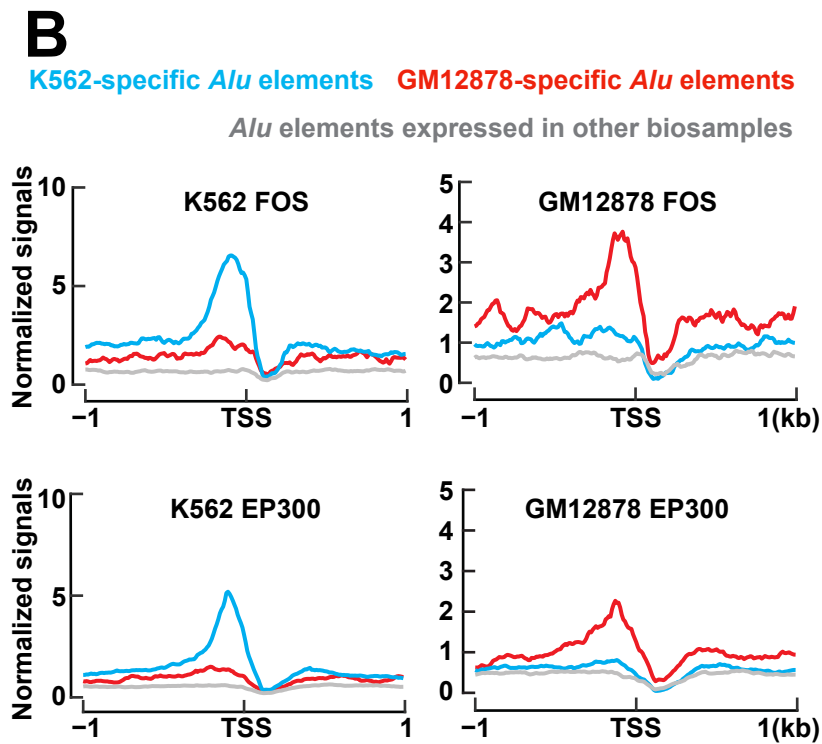 B
K562-specific Alu elements GM12878-specific Alu elements
Alu elements expressed in other biosamples
Normalized signals
10
5
0
K562 FOS
−1 TSS 1
5
4
3
2
1
0
GM12878 FOS
−1 TSS 1(kb)
Normalized signals
10
5
0
K562 EP300
−1 TSS 1
5
4
3
2
1
0
GM12878 EP300
−1 TSS 1(kb)